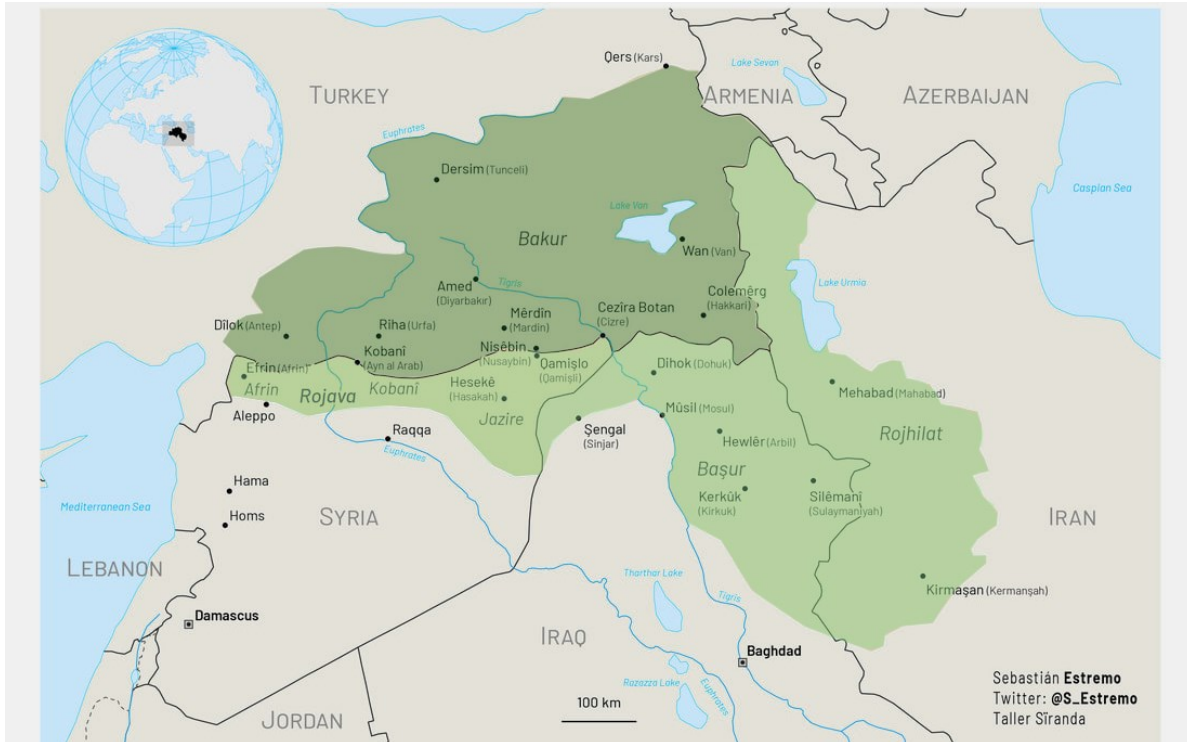 Qers (Kars)
Lake Sevan
TURKEY
ARMENIA
AZERBAIJAN
Euphrates
Dersim (Tunceli)
Caspian Sea
Lake Van
Bakur
Wan (Van)
Amed
(Diyarbakır)
Tigris
Colemêrg
(Hakkari)
Lake Urmia
Cezîra Botan
(Cizre)
Mêrdîn
(Mardin)
Dîlok (Antep)
Riha (Urfa)
Nisêbîn
(Nusaybin)
Kobanî
(Ayn al Arab)
Qamişlo
(Qamişli)
Dihok (Dohuk)
Efrin (Afrin)
Afrin
Rojava
Kobanî
Hesekê
(Hasakah)
Jazire
Mehabad (Mahabad)
Aleppo
Mûsil (Mosul)
Şengal
(Sinjar)
Raqqa
Euphrates
Hewlêr (Arbil)
Rojhilat
Başur
Kerkûk
(Kirkuk)
Silêmanî
(Sulaymaniyah)
Hama
Homs
Mediterranean Sea
SYRIA
IRAN
LEBANON
Tharthar Lake
Tigris
Kirmaşan (Kermanşah)
Damascus
IRAQ
Baghdad
Razazza Lake
Euphrates
100 km
JORDAN
Sebastián Estremo
Twitter: @S_Estremo
Taller Sîranda